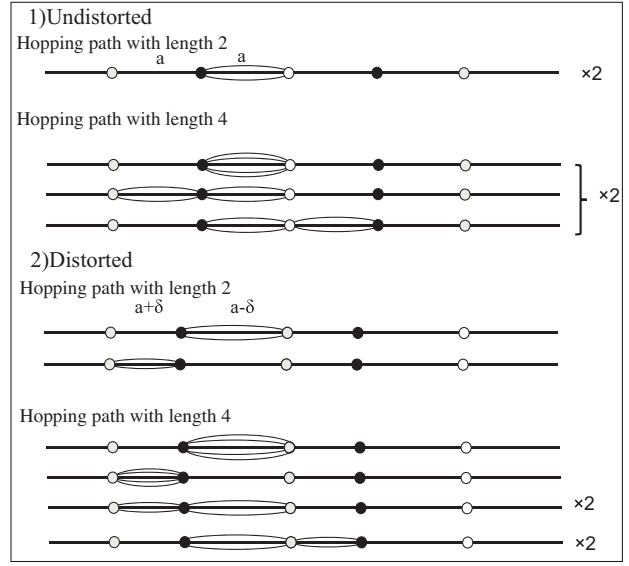 1)Undistorted
Hopping path with length 2
a a
×2
Hopping path with length 4
×2
2)Distorted
Hopping path with length 2
a+δ a-δ
Hopping path with length 4
×2
×2